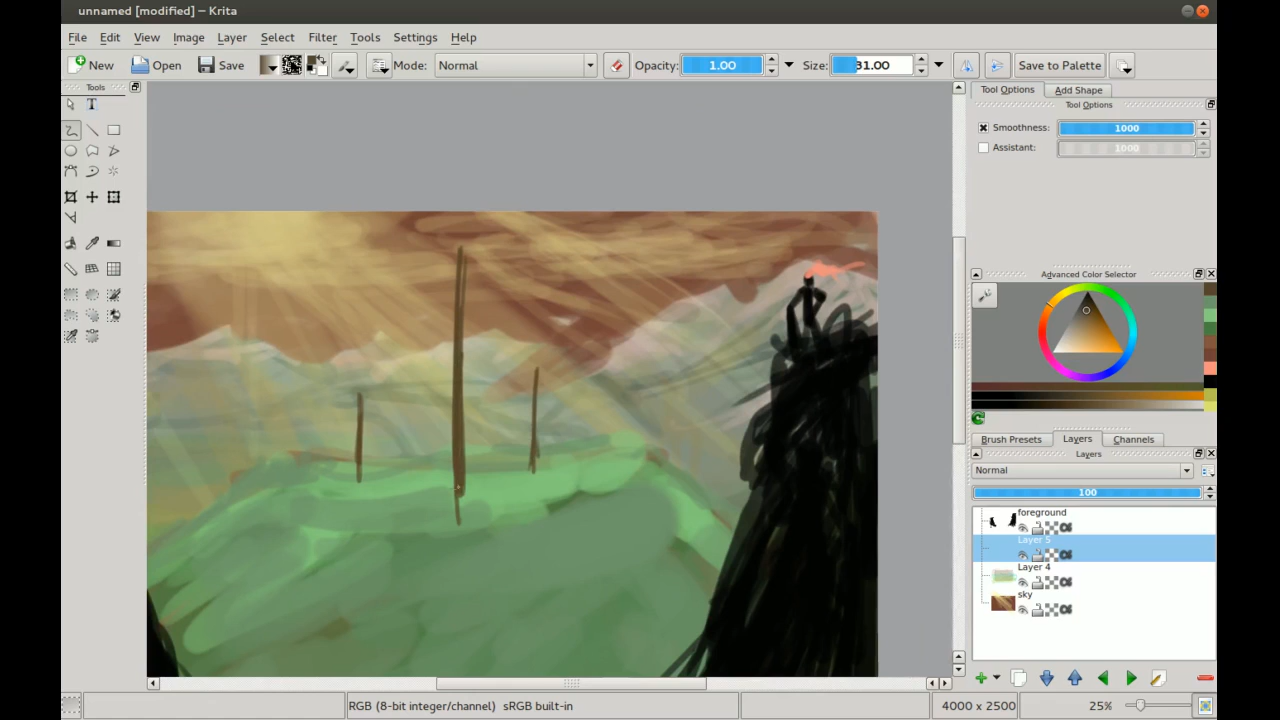 unnamed [modified] – Krita
File Edit View Image Layer Select Filter Tools Settings Help
New Open Save Mode: Normal Opacity: 1.00 Size: 31.00 Save to Palette
Tools
T
Tool Options Add Shape
Tool Options
Smoothness: 1000
Assistant: 1000
Advanced Color Selector
Brush Presets Layers Channels
Layers
Normal
100
foreground
Layer 5
Layer 4
sky
RGB (8-bit integer/channel) sRGB built-in 4000 x 2500 25%